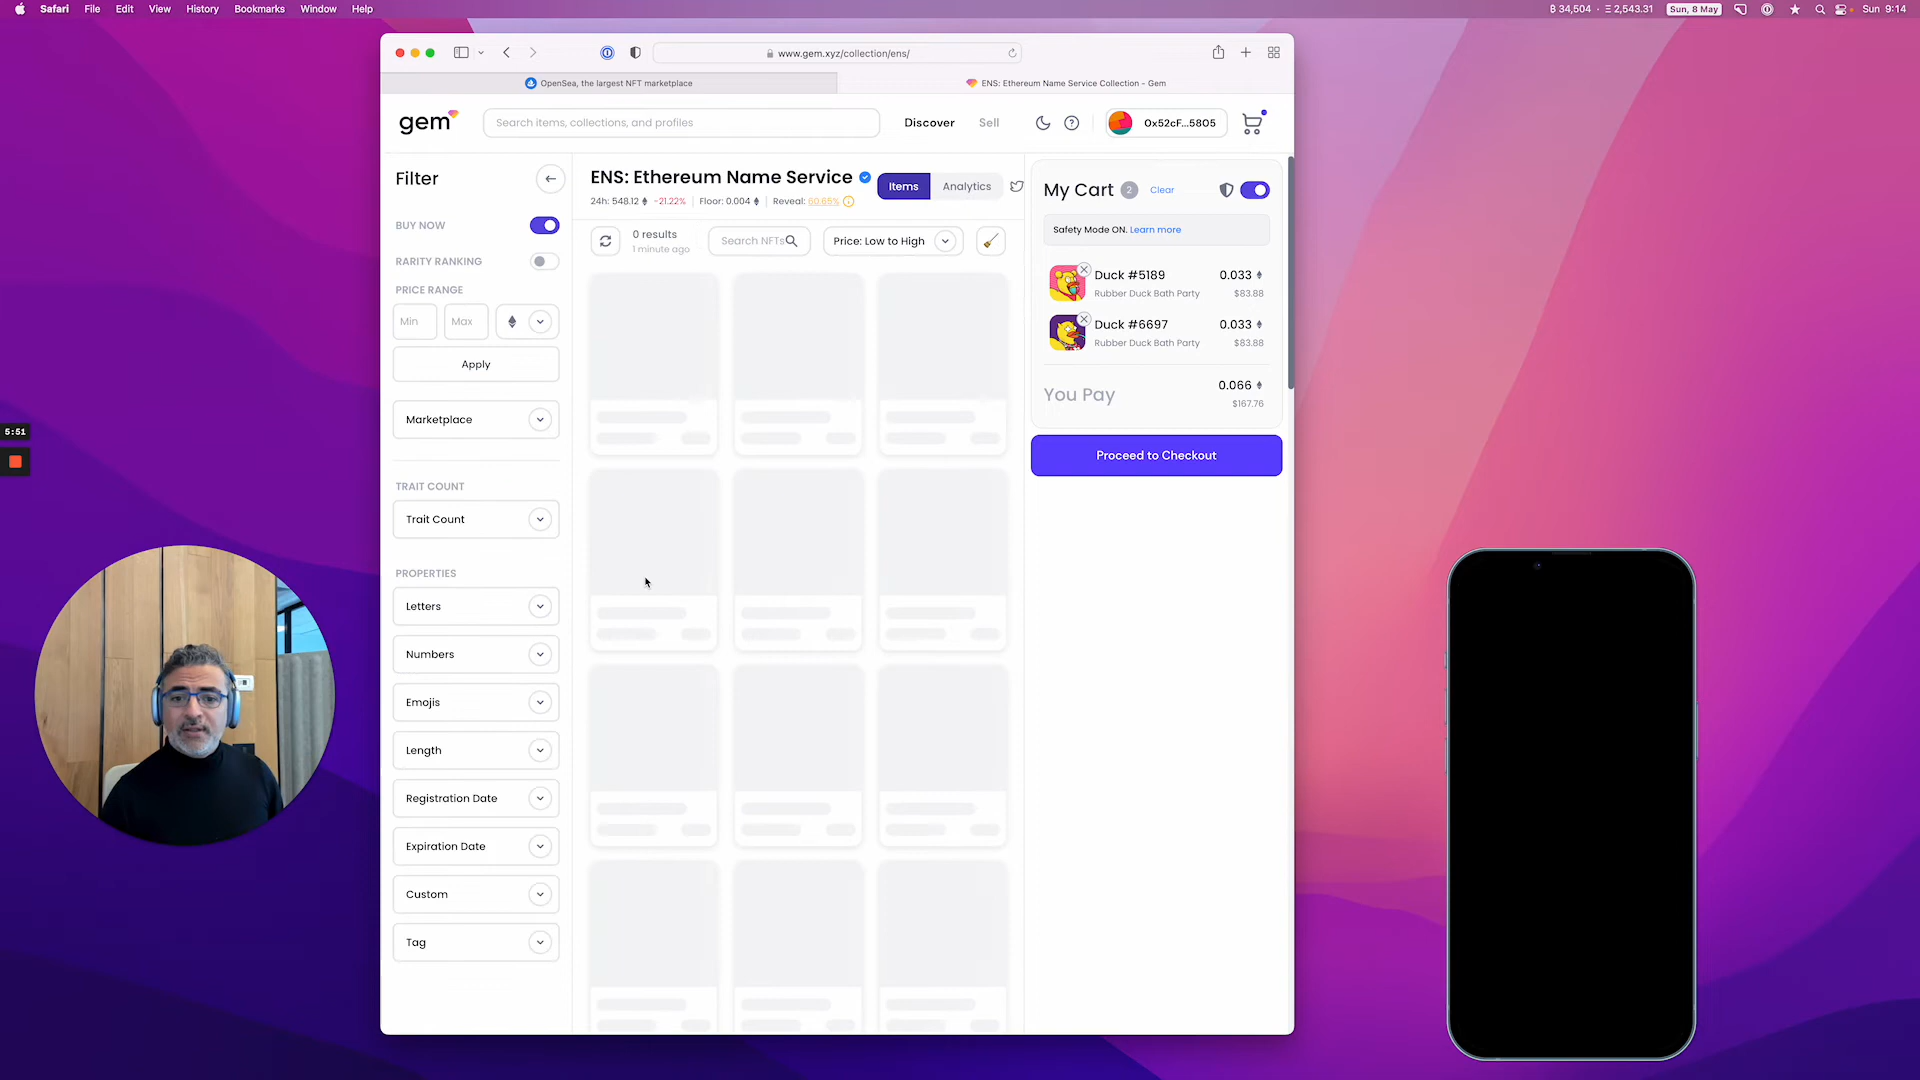 Safari File Edit View History Bookmarks Window Help
₿ 34,504 · Ξ 2,543.31 Sun, 8 May Sun 9:14
www.gem.xyz/collection/ens/
OpenSea, the largest NFT marketplace
ENS: Ethereum Name Service Collection – Gem
gem
Search items, collections, and profiles
Discover
Sell
0x52cF...5805
Filter
BUY NOW
RARITY RANKING
PRICE RANGE
Min
Max
Apply
Marketplace
TRAIT COUNT
Trait Count
PROPERTIES
Letters
Numbers
Emojis
Length
Registration Date
Expiration Date
Custom
Tag
ENS: Ethereum Name Service
Items
Analytics
24h: 548.12 -21.22% Floor: 0.004 Reveal: 60.65%
0 results
1 minute ago
Search NFTs
Price: Low to High
My Cart 2 Clear
Safety Mode ON. Learn more
Duck #5189 0.033
Rubber Duck Bath Party $83.88
Duck #6697 0.033
Rubber Duck Bath Party $83.88
You Pay
0.066
$167.76
Proceed to Checkout
5:51